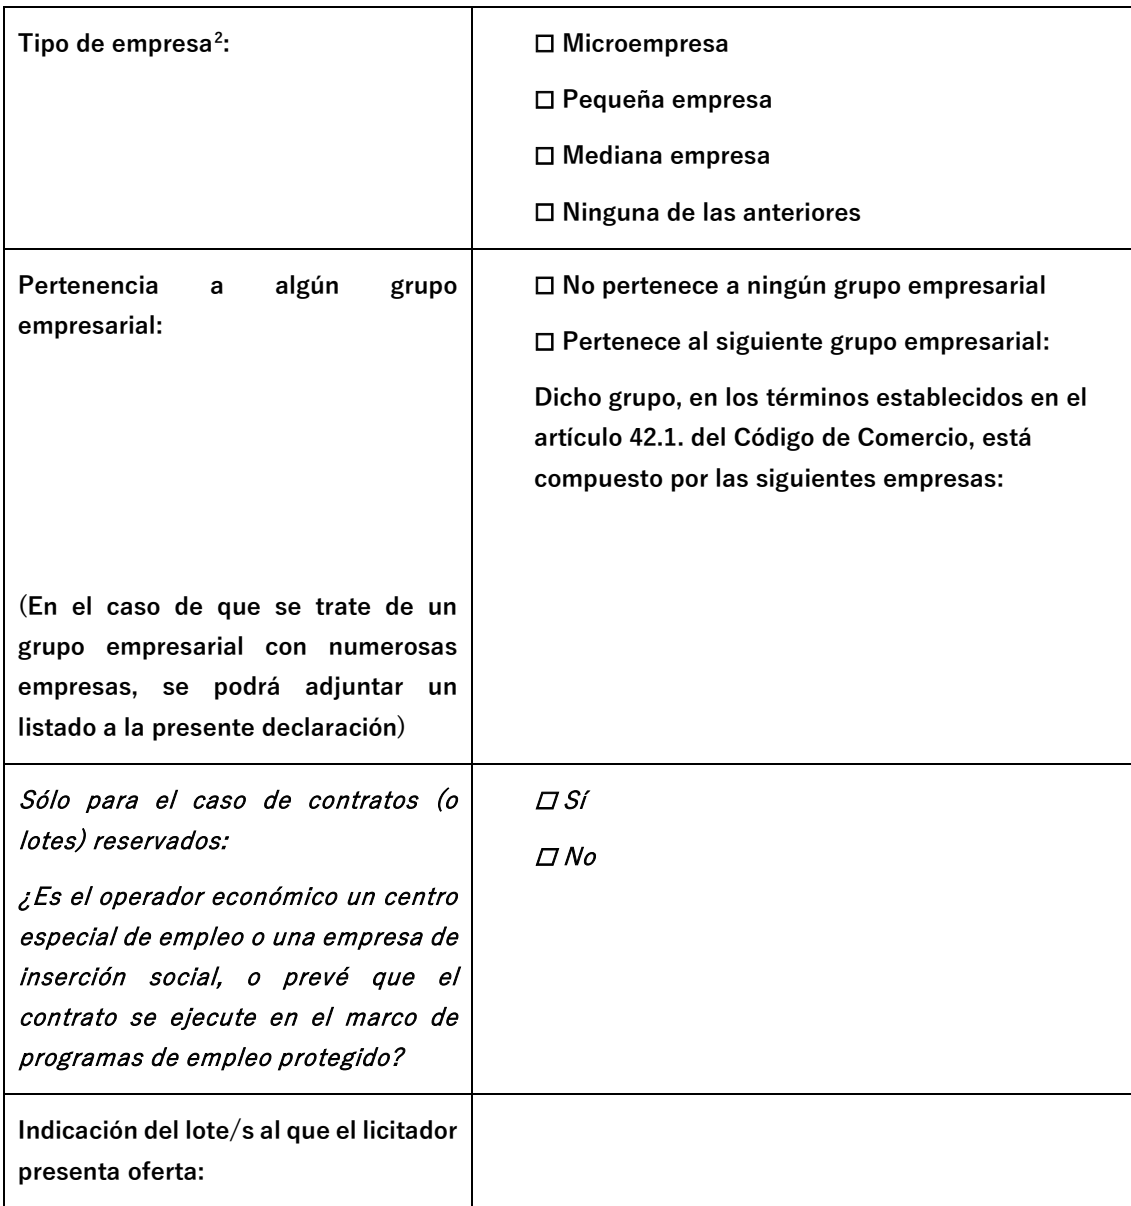 Tipo de empresa²:
☐ Microempresa
☐ Pequeña empresa
☐ Mediana empresa
☐ Ninguna de las anteriores
Pertenencia a algún grupo
empresarial:
(En el caso de que se trate de un
grupo empresarial con numerosas
empresas, se podrá adjuntar un
listado a la presente declaración)
☐ No pertenece a ningún grupo empresarial
☐ Pertenece al siguiente grupo empresarial:
Dicho grupo, en los términos establecidos en el
artículo 42.1. del Código de Comercio, está
compuesto por las siguientes empresas:
Sólo para el caso de contratos (o
lotes) reservados:
¿Es el operador económico un centro
especial de empleo o una empresa de
inserción social, o prevé que el
contrato se ejecute en el marco de
programas de empleo protegido?
☐ Sí
☐ No
Indicación del lote/s al que el licitador
presenta oferta: